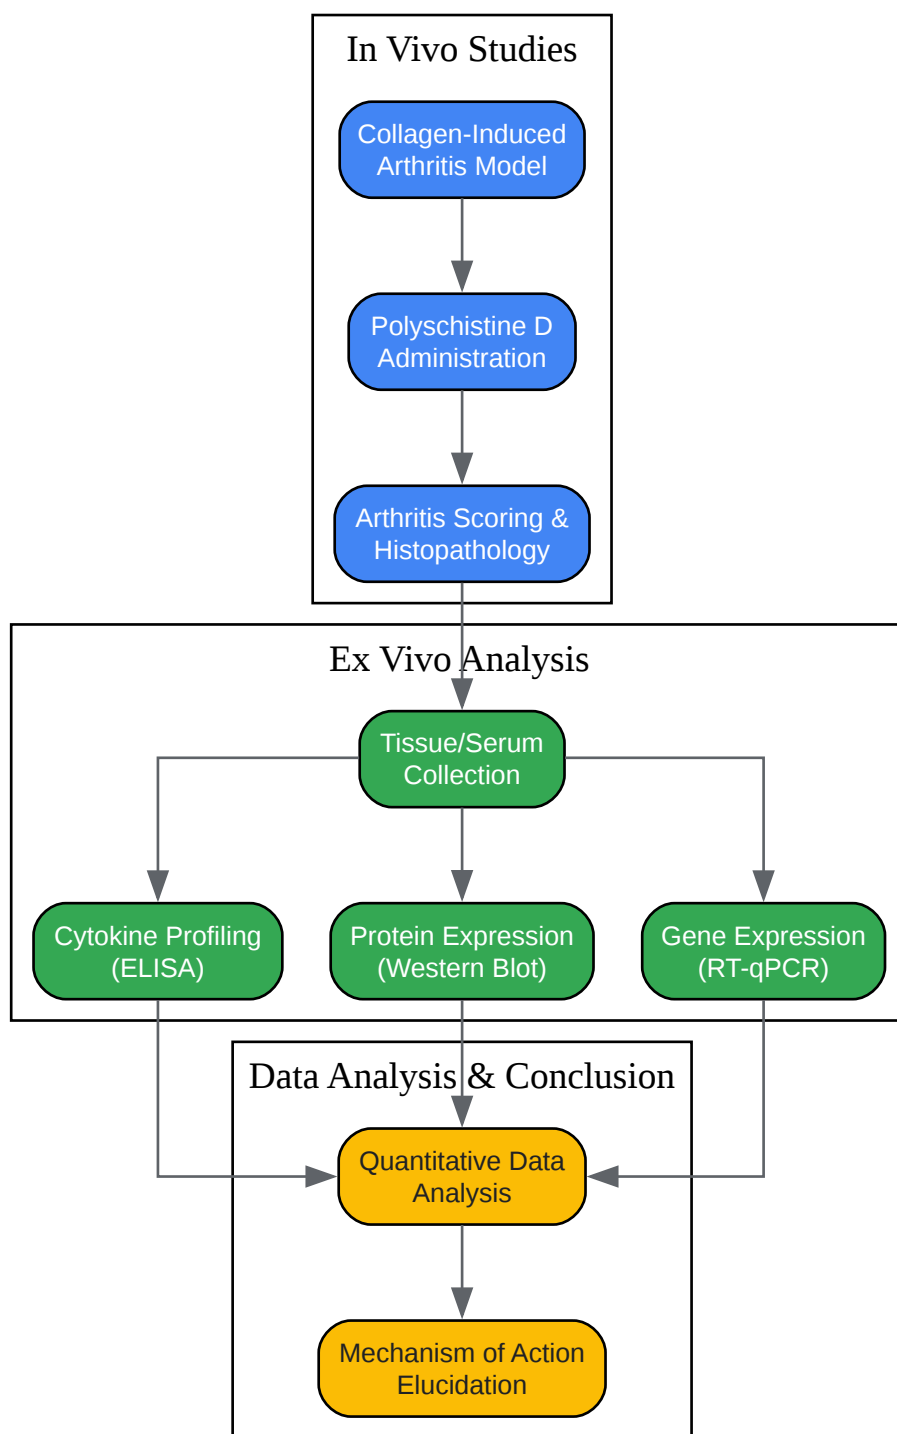 In Vivo Studies
Collagen-Induced
Arthritis Model
Polyschistine D
Administration
Arthritis Scoring &
Histopathology
Ex Vivo Analysis
Tissue/Serum
Collection
Cytokine Profiling
(ELISA)
Protein Expression
(Western Blot)
Gene Expression
(RT-qPCR)
Data Analysis & Conclusion
Quantitative Data
Analysis
Mechanism of Action
Elucidation